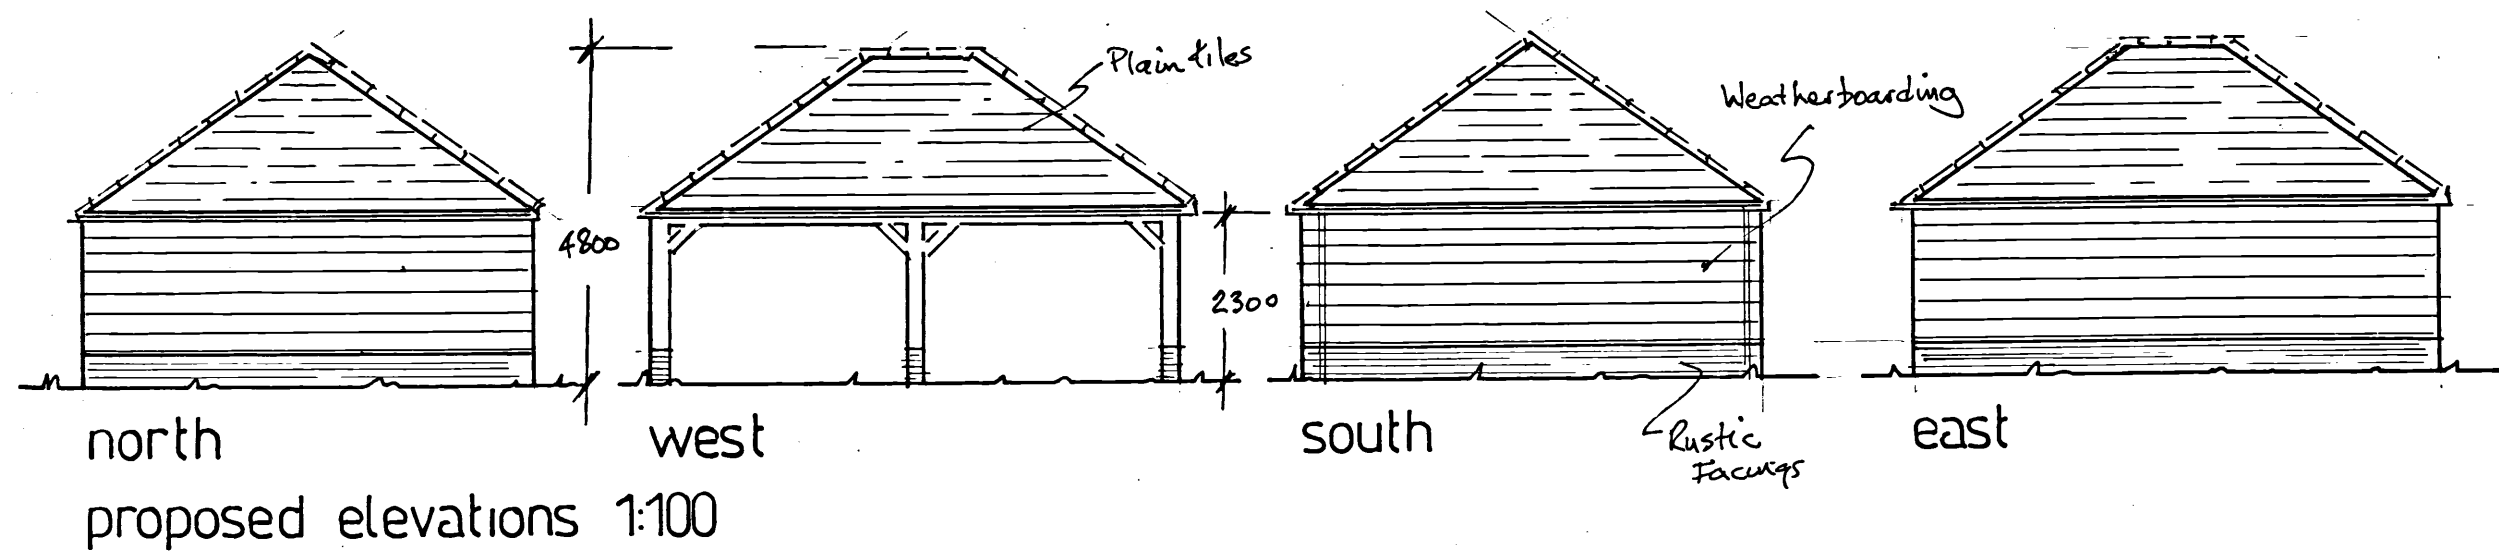 Plain tiles
Weatherboarding
4800
2300
north
west
south
east
Rustic
Facings
proposed elevations 1:100